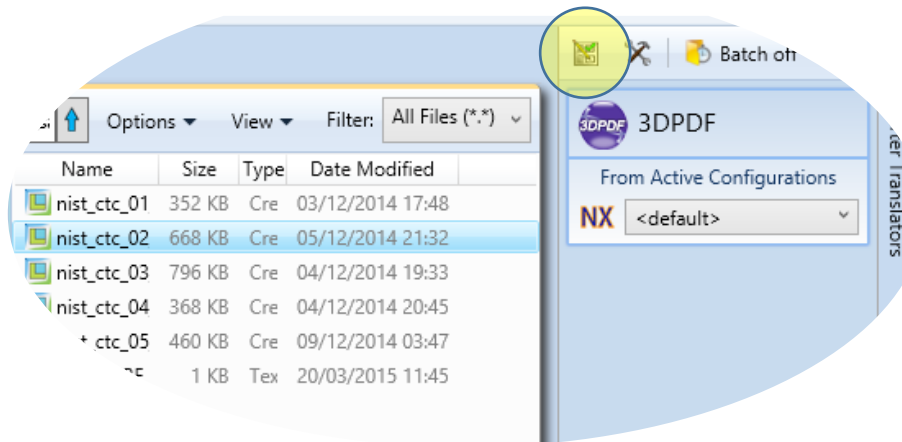 Batch
Options View Filter: All Files (*.*)
3DPDF 3DPDF
Name Size Type Date Modified
From Active Configurations
nist_ctc_01 352 KB Cre 03/12/2014 17:48
NX <default>
nist_ctc_02 668 KB Cre 05/12/2014 21:32
nist_ctc_03 796 KB Cre 04/12/2014 19:33
nist_ctc_04 368 KB Cre 04/12/2014 20:45
ctc_05 460 KB Cre 09/12/2014 03:47
1 KB Tex 20/03/2015 11:45
Translators